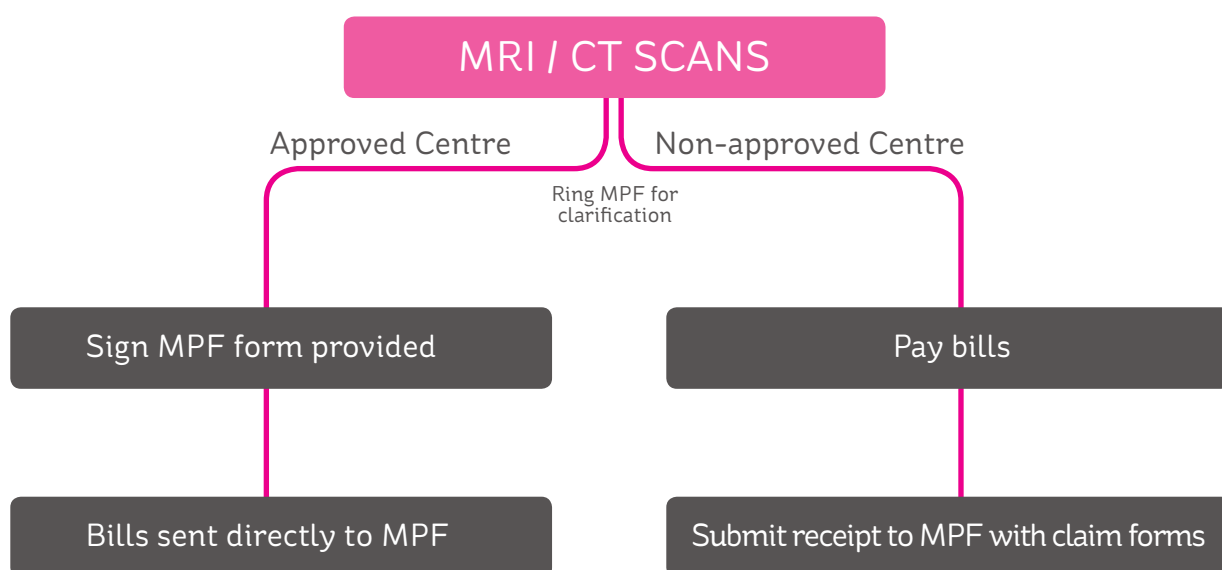 MRI / CT SCANS
Approved Centre
Non-approved Centre
Ring MPF for
clarification
Sign MPF form provided
Pay bills
Bills sent directly to MPF
Submit receipt to MPF with claim forms